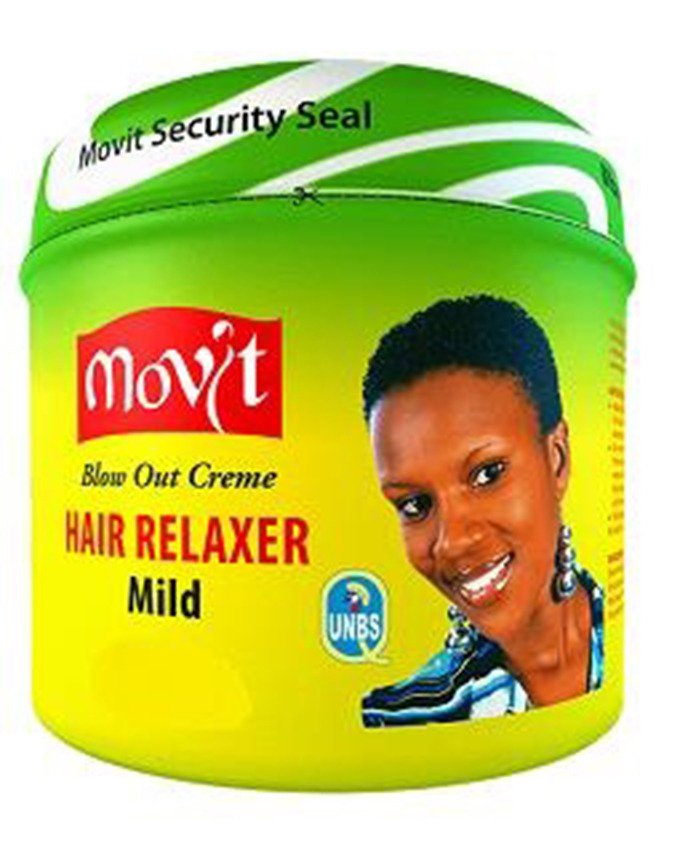 Movit Security Seal
movit
Blow Out Creme
HAIR RELAXER
Mild
UNBS